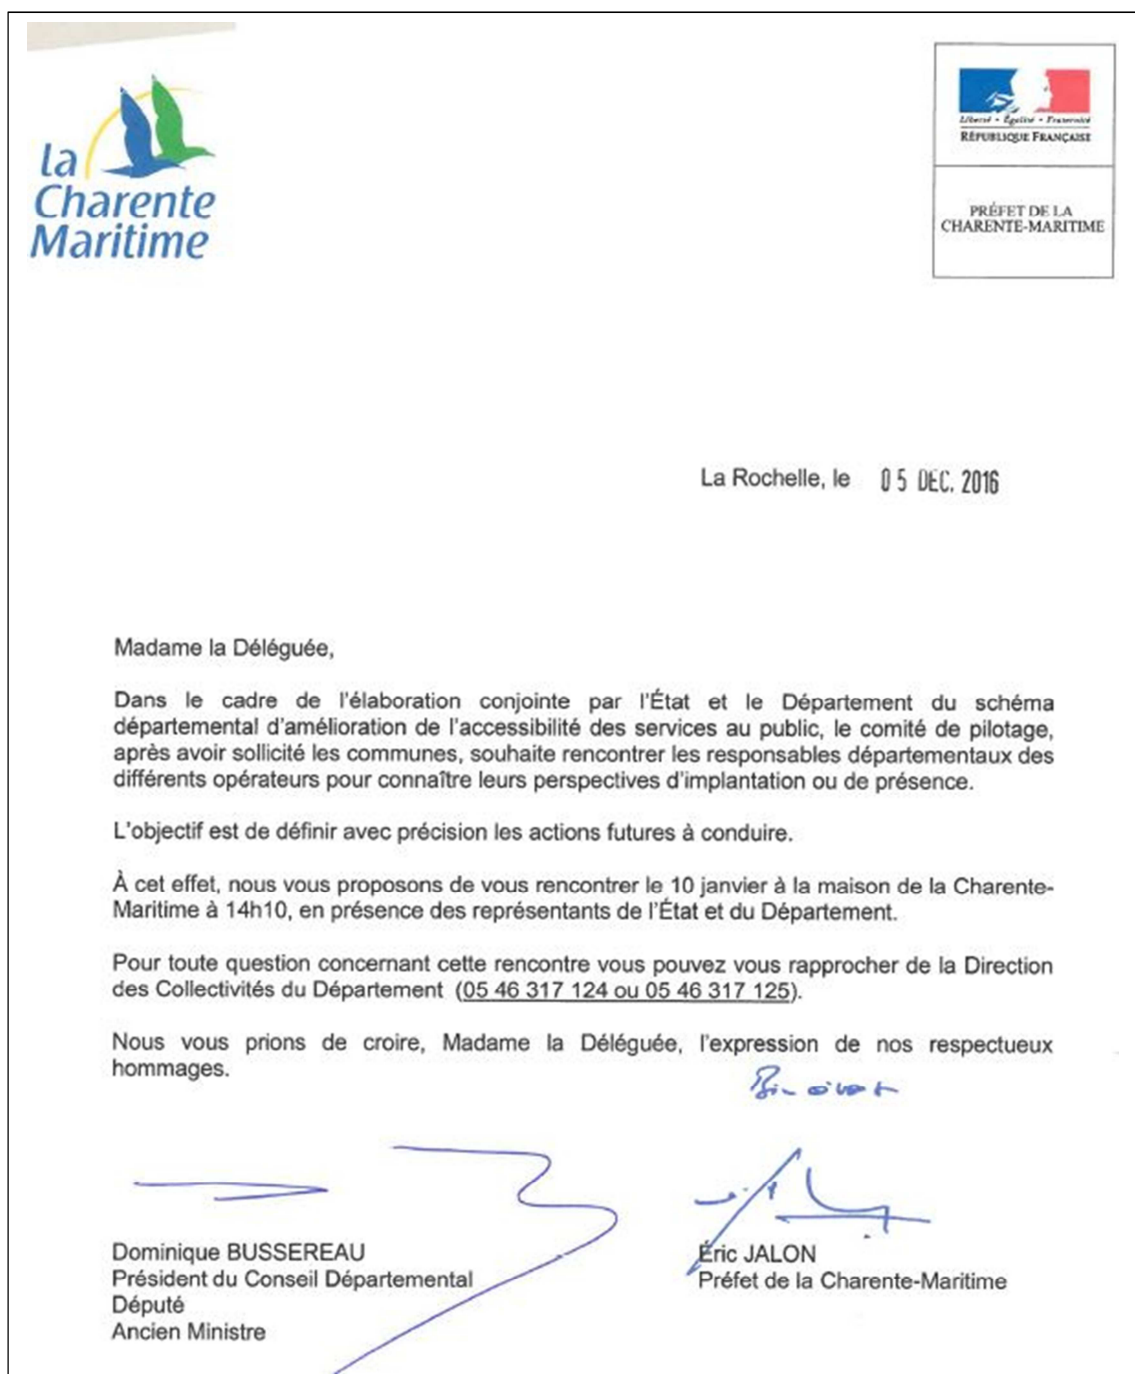 la
Charente
Maritime
Liberté • Égalité • Fraternité
RÉPUBLIQUE FRANÇAISE
PRÉFET DE LA
CHARENTE-MARITIME
La Rochelle, le 05 DEC. 2016
Madame la Déléguée,
Dans le cadre de l'élaboration conjointe par l'État et le Département du schéma
départemental d'amélioration de l'accessibilité des services au public, le comité de pilotage,
après avoir sollicité les communes, souhaite rencontrer les responsables départementaux des
différents opérateurs pour connaître leurs perspectives d'implantation ou de présence.
L'objectif est de définir avec précision les actions futures à conduire.
À cet effet, nous vous proposons de vous rencontrer le 10 janvier à la maison de la Charente-
Maritime à 14h10, en présence des représentants de l'État et du Département.
Pour toute question concernant cette rencontre vous pouvez vous rapprocher de la Direction
des Collectivités du Département (05 46 317 124 ou 05 46 317 125).
Nous vous prions de croire, Madame la Déléguée, l'expression de nos respectueux
hommages.
Dominique BUSSEREAU
Président du Conseil Départemental
Député
Ancien Ministre
Éric JALON
Préfet de la Charente-Maritime